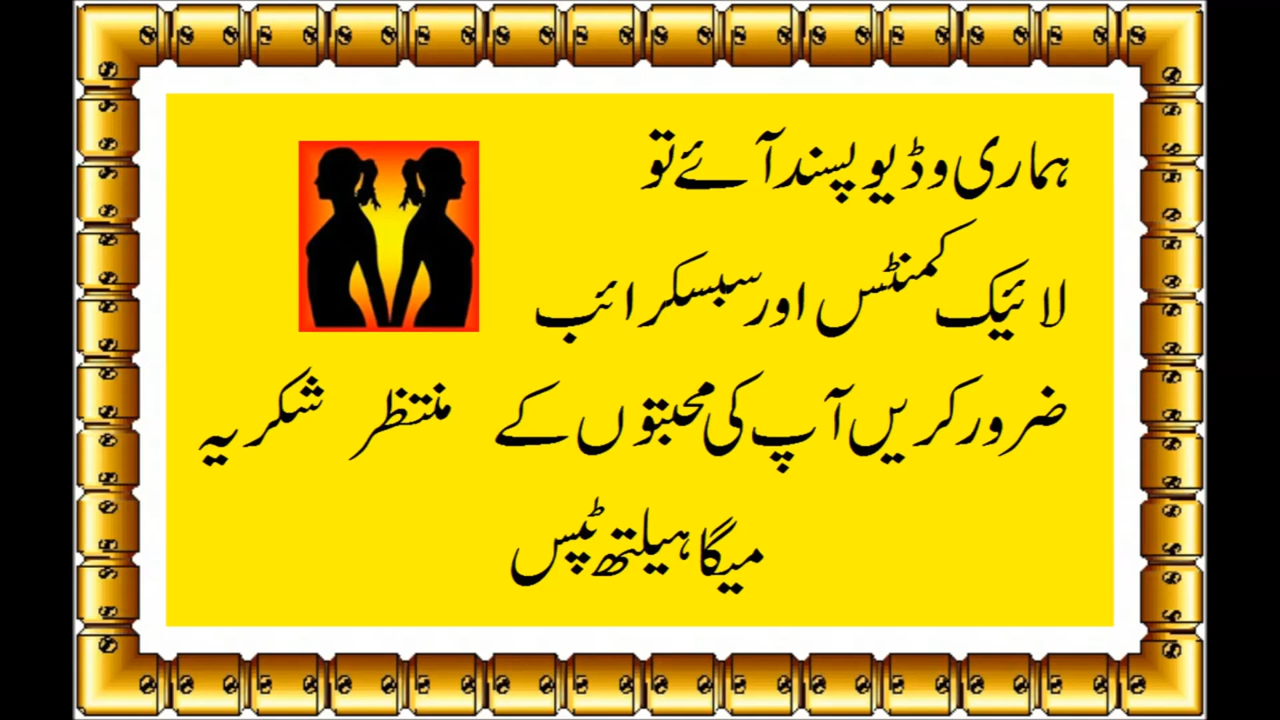 ہماری وڈیو پسند آئے تو
لائیک کمنٹس اور سبسکرائب
ضرور کریں آپ کی محبتوں کے منتظر شکریہ
میگا ہیلتھ ٹپس